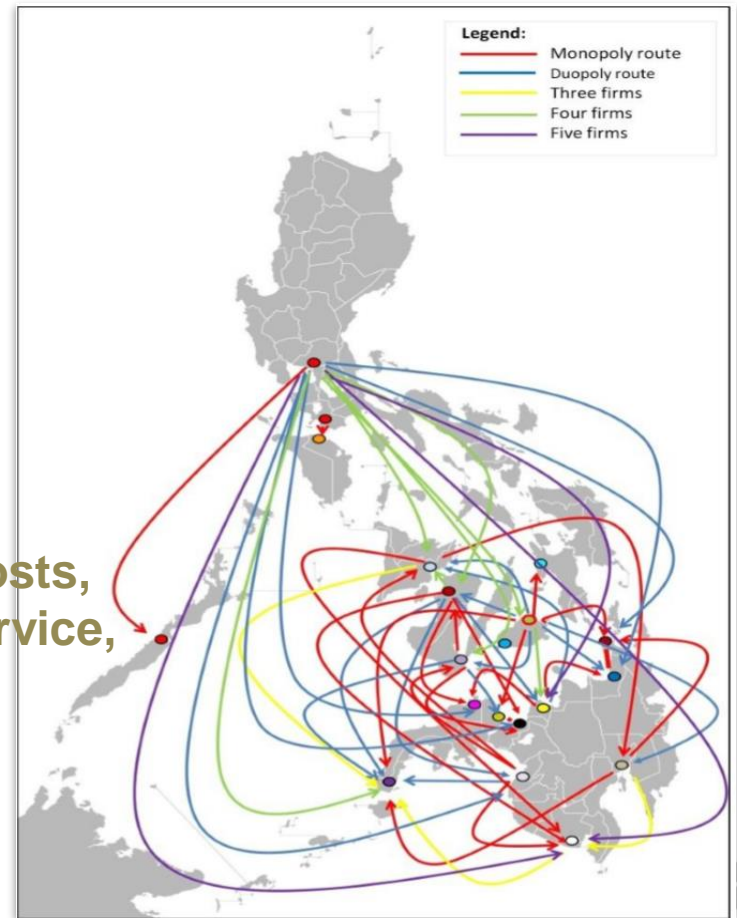 Legend:
Monopoly route
Duopoly route
Three firms
Four firms
Five firms
osts,
rvice,